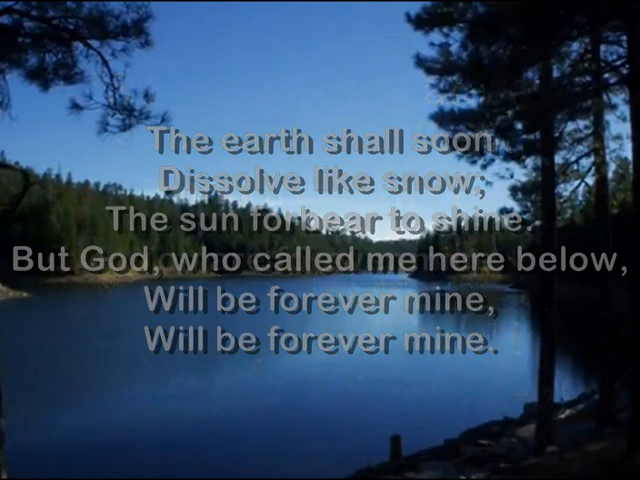 The earth shall soon
Dissolve like snow;
The sun forbear to shine.
But God, who called me here below,
Will be forever mine,
Will be forever mine.